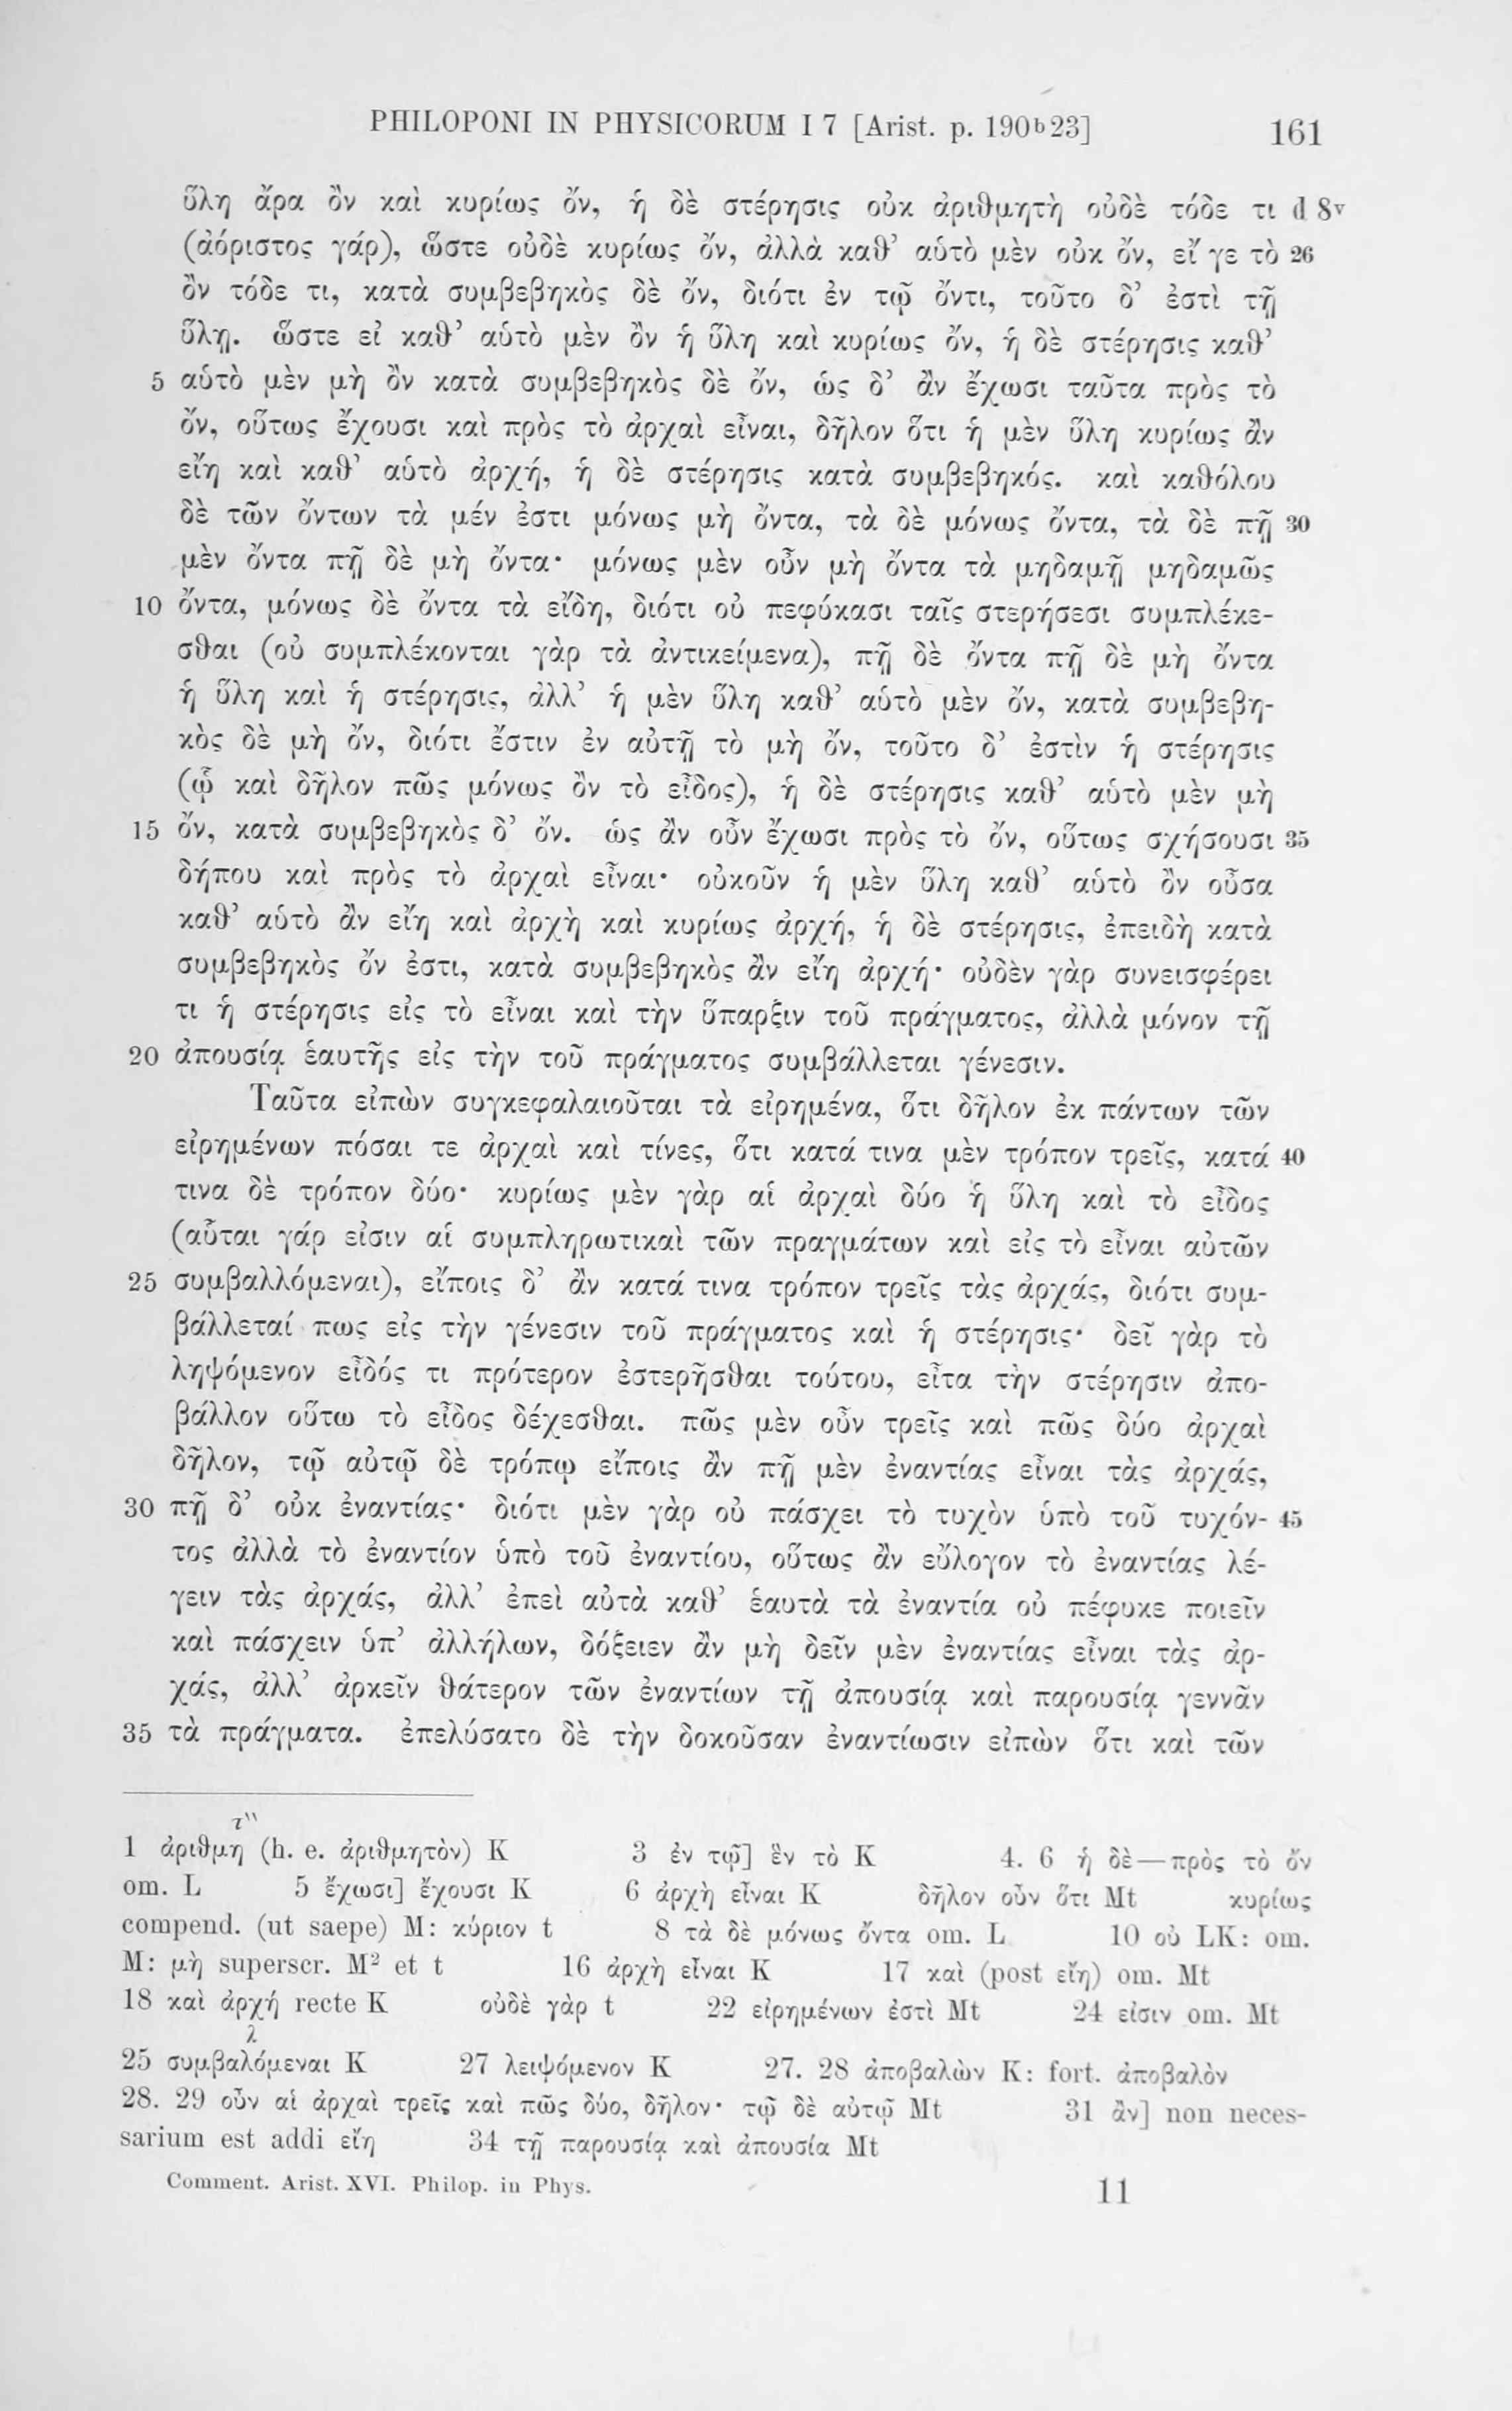 PHILOPONI IN PHYSICORUM I 7 [Arist. p. 190b23] 161
ὕλη ἄρα ὂν καὶ κυρίως ὄν, ἡ δὲ στέρησις οὐκ ἀριθμητὴ οὐδὲ τόδε τι d 8v
(ἀόριστος γάρ), ὥστε οὐδὲ κυρίως ὄν, ἀλλὰ καθ’ αὑτὸ μὲν οὐκ ὄν, εἴ γε τὸ 26
ὂν τόδε τι, κατὰ συμβεβηκὸς δὲ ὄν, διότι ἐν τῷ ὄντι, τοῦτο δ’ ἐστὶ τῇ
ὕλῃ. ὥστε εἰ καθ’ αὑτὸ μὲν ὂν ἡ ὕλη καὶ κυρίως ὄν, ἡ δὲ στέρησις καθ’
5 αὑτὸ μὲν μὴ ὂν κατὰ συμβεβηκὸς δὲ ὄν, ὡς δ’ ἂν ἔχωσι ταῦτα πρὸς τὸ
ὄν, οὕτως ἔχουσι καὶ πρὸς τὸ ἀρχαὶ εἶναι, δῆλον ὅτι ἡ μὲν ὕλη κυρίως ἂν
εἴη καὶ καθ’ αὑτὸ ἀρχή, ἡ δὲ στέρησις κατὰ συμβεβηκός. καὶ καθόλου
δὲ τῶν ὄντων τὰ μέν ἐστι μόνως μὴ ὄντα, τὰ δὲ μόνως ὄντα, τὰ δὲ πῇ 30
μὲν ὄντα πῇ δὲ μὴ ὄντα· μόνως μὲν οὖν μὴ ὄντα τὰ μηδαμῇ μηδαμῶς
10 ὄντα, μόνως δὲ ὄντα τὰ εἴδη, διότι οὐ πεφύκασι ταῖς στερήσεσι συμπλέκε-
σθαι (οὐ συμπλέκονται γὰρ τὰ ἀντικείμενα), πῇ δὲ ὄντα πῇ δὲ μὴ ὄντα
ἡ ὕλη καὶ ἡ στέρησις, ἀλλ’ ἡ μὲν ὕλη καθ’ αὑτὸ μὲν ὄν, κατὰ συμβεβη-
κὸς δὲ μὴ ὄν, διότι ἔστιν ἐν αὐτῇ τὸ μὴ ὄν, τοῦτο δ’ ἐστὶν ἡ στέρησις
(ᾧ καὶ δῆλον πῶς μόνως ὂν τὸ εἶδος), ἡ δὲ στέρησις καθ’ αὑτὸ μὲν μὴ
15 ὄν, κατὰ συμβεβηκὸς δ’ ὄν. ὡς ἂν οὖν ἔχωσι πρὸς τὸ ὄν, οὕτως σχήσουσι 35
δήπου καὶ πρὸς τὸ ἀρχαὶ εἶναι· οὐκοῦν ἡ μὲν ὕλη καθ’ αὑτὸ ὂν οὖσα
καθ’ αὑτὸ ἂν εἴη καὶ ἀρχὴ καὶ κυρίως ἀρχή, ἡ δὲ στέρησις, ἐπειδὴ κατὰ
συμβεβηκὸς ὄν ἐστι, κατὰ συμβεβηκὸς ἂν εἴη ἀρχή· οὐδὲν γὰρ συνεισφέρει
τι ἡ στέρησις εἰς τὸ εἶναι καὶ τὴν ὕπαρξιν τοῦ πράγματος, ἀλλὰ μόνον τῇ
20 ἀπουσίᾳ ἑαυτῆς εἰς τὴν τοῦ πράγματος συμβάλλεται γένεσιν.
Ταῦτα εἰπὼν συγκεφαλαιοῦται τὰ εἰρημένα, ὅτι δῆλον ἐκ πάντων τῶν
εἰρημένων πόσαι τε ἀρχαὶ καὶ τίνες, ὅτι κατά τινα μὲν τρόπον τρεῖς, κατά 40
τινα δὲ τρόπον δύο· κυρίως μὲν γὰρ αἱ ἀρχαὶ δύο ἡ ὕλη καὶ τὸ εἶδος
(αὗται γάρ εἰσιν αἱ συμπληρωτικαὶ τῶν πραγμάτων καὶ εἰς τὸ εἶναι αὐτῶν
25 συμβαλλόμεναι), εἴποις δ’ ἂν κατά τινα τρόπον τρεῖς τὰς ἀρχάς, διότι συμ-
βάλλεταί πως εἰς τὴν γένεσιν τοῦ πράγματος καὶ ἡ στέρησις· δεῖ γὰρ τὸ
ληψόμενον εἶδός τι πρότερον ἐστερῆσθαι τούτου, εἶτα τὴν στέρησιν ἀπο-
βάλλον οὕτω τὸ εἶδος δέχεσθαι. πῶς μὲν οὖν τρεῖς καὶ πῶς δύο ἀρχαὶ
δῆλον, τῷ αὐτῷ δὲ τρόπῳ εἴποις ἂν πῇ μὲν ἐναντίας εἶναι τὰς ἀρχάς,
30 πῇ δ’ οὐκ ἐναντίας· διότι μὲν γὰρ οὐ πάσχει τὸ τυχὸν ὑπὸ τοῦ τυχόν- 45
τος ἀλλὰ τὸ ἐναντίον ὑπὸ τοῦ ἐναντίου, οὕτως ἂν εὔλογον τὸ ἐναντίας λέ-
γειν τὰς ἀρχάς, ἀλλ’ ἐπεὶ αὐτὰ καθ’ ἑαυτὰ τὰ ἐναντία οὐ πέφυκε ποιεῖν
καὶ πάσχειν ὑπ’ ἀλλήλων, δόξειεν ἂν μὴ δεῖν μὲν ἐναντίας εἶναι τὰς ἀρ-
χάς, ἀλλ’ ἀρκεῖν θάτερον τῶν ἐναντίων τῇ ἀπουσίᾳ καὶ παρουσίᾳ γεννᾶν
35 τὰ πράγματα. ἐπελύσατο δὲ τὴν δοκοῦσαν ἐναντίωσιν εἰπὼν ὅτι καὶ τῶν
τ‵‵
1 ἀριθμη (h. e. ἀριθμητὸν) K 3 ἐν τῷ] ἓν τὸ K 4. 6 ἡ δὲ—πρὸς τὸ ὄν
om. L 5 ἔχωσι] ἔχουσι K 6 ἀρχὴ εἶναι K δῆλον οὖν ὅτι Mt κυρίως
compend. (ut saepe) M: κύριον t 8 τὰ δὲ μόνως ὄντα om. L 10 οὐ LK: om.
M: μὴ superscr. M² et t 16 ἀρχὴ εἶναι K 17 καὶ (post εἴη) om. Mt
18 καὶ ἀρχή recte K οὐδὲ γὰρ t 22 εἰρημένων ἐστὶ Mt 24 εἰσιν om. Mt
λ
25 συμβαλόμεναι K 27 λειψόμενον K 27. 28 ἀποβαλὼν K: fort. ἀποβαλὸν
28. 29 οὖν αἱ ἀρχαὶ τρεῖς καὶ πῶς δύο, δῆλον· τῷ δὲ αὐτῷ Mt 31 ἂν] non neces-
sarium est addi εἴη 34 τῇ παρουσίᾳ καὶ ἀπουσία Mt
Comment. Arist. XVI. Philop. in Phys. 11